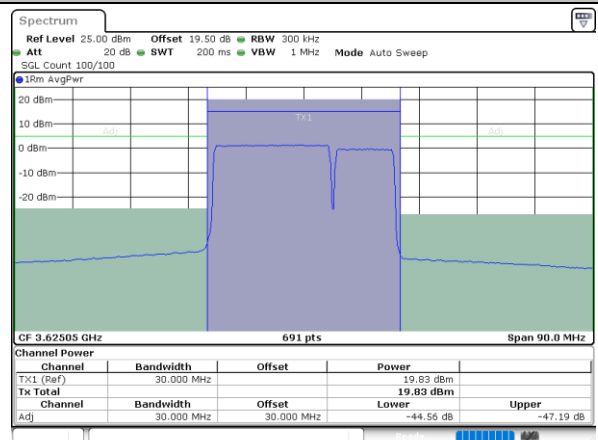 Spectrum
Ref Level 25.00 dBm Offset 19.50 dB RBW 300 kHz
Att 20 dB SWT 200 ms VBW 1 MHz Mode Auto Sweep
SGL Count 100/100
1Rm AvgPwr
20 dBm
TX1
10 dBm
Adj Adj
0 dBm
-10 dBm
-20 dBm
CF 3.62505 GHz 691 pts Span 90.0 MHz
Channel Power
Channel Bandwidth Offset Power
TX1 (Ref) 30.000 MHz 19.83 dBm
Tx Total 19.83 dBm
Channel Bandwidth Offset Lower Upper
Adj 30.000 MHz 30.000 MHz -44.56 dB -47.19 dB
Ready